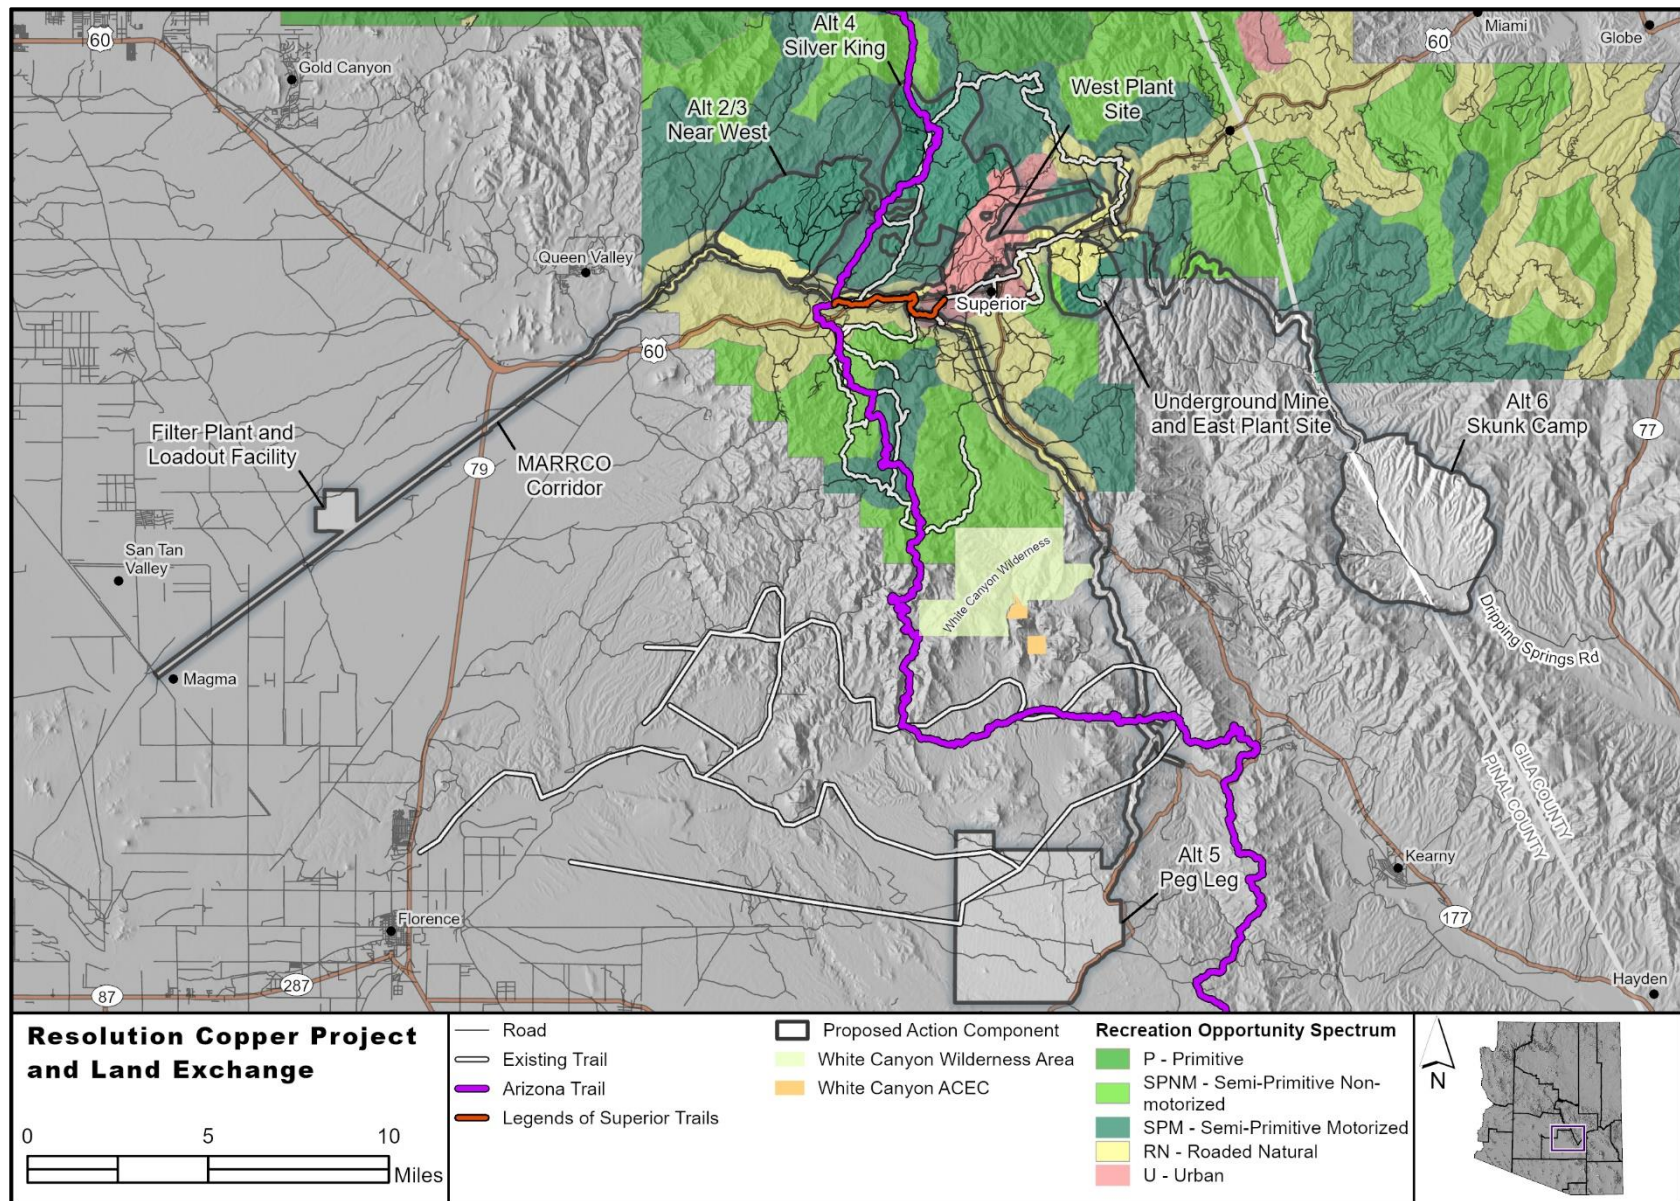 60
Gold Canyon
Alt 4
Silver King
Alt 2/3
Near West
West Plant
Site
60
Miami
Globe
Queen Valley
Superior
60
Filter Plant and
Loadout Facility
79
MARRCO
Corridor
Underground Mine
and East Plant Site
Alt 6
Skunk Camp
77
San Tan
Valley
White Canyon Wilderness
Dripping Springs Rd
Magma
GILA COUNTY
PINAL COUNTY
Alt 5
Peg Leg
Kearny
Florence
177
287
87
Hayden
Resolution Copper Project
and Land Exchange
0
5
10
Miles
Road
Existing Trail
Arizona Trail
Legends of Superior Trails
Proposed Action Component
White Canyon Wilderness Area
White Canyon ACEC
Recreation Opportunity Spectrum
P - Primitive
SPNM - Semi-Primitive Non-
motorized
SPM - Semi-Primitive Motorized
RN - Roaded Natural
U - Urban
N